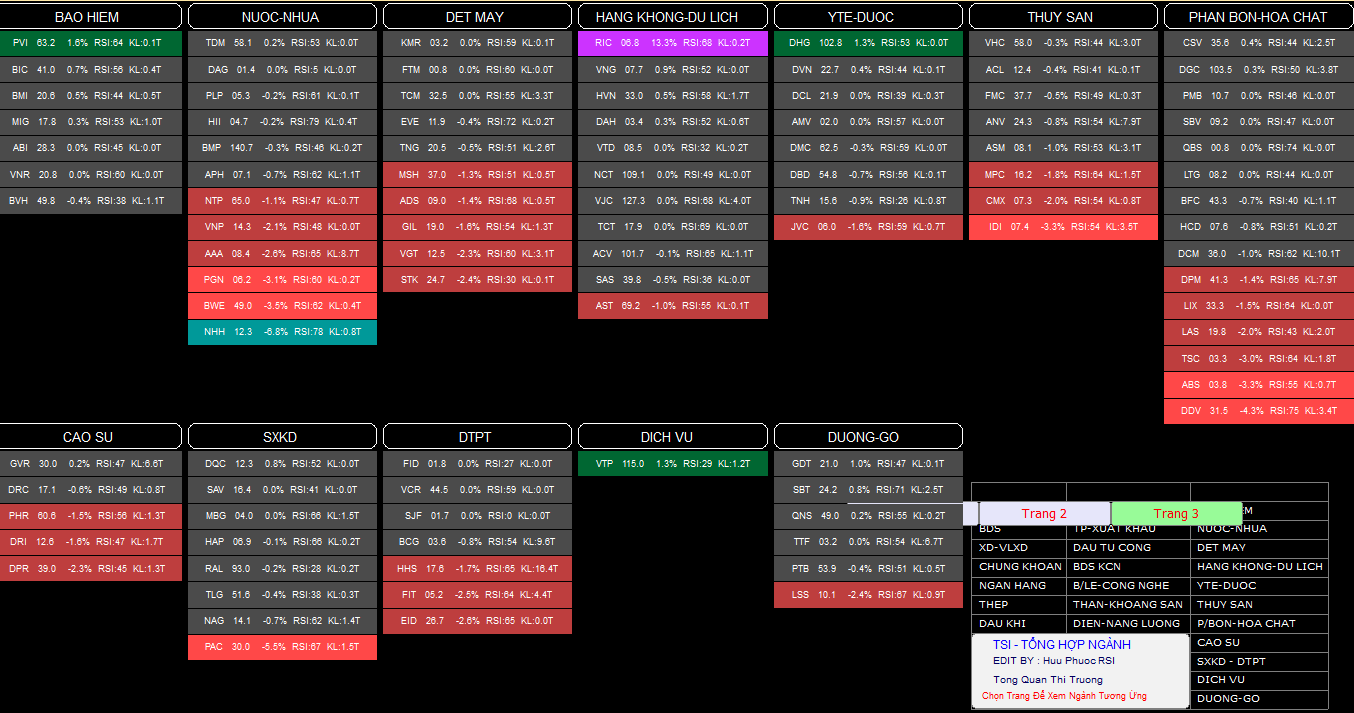 BAO HIEM
PVI 63.2 1.6% RSI:64 KL:0.1T
BIC 41.0 0.7% RSI:56 KL:0.4T
BMI 20.6 0.5% RSI:44 KL:0.5T
MIG 17.8 0.3% RSI:53 KL:1.0T
ABI 28.3 0.0% RSI:45 KL:0.0T
VNR 20.8 0.0% RSI:60 KL:0.0T
BVH 49.8 -0.4% RSI:38 KL:1.1T
NUOC-NHUA
TDM 58.1 0.2% RSI:53 KL:0.0T
DAG 01.4 0.0% RSI:5 KL:0.0T
PLP 05.3 -0.2% RSI:61 KL:0.1T
HII 04.7 -0.2% RSI:79 KL:0.4T
BMP 140.7 -0.3% RSI:46 KL:0.2T
APH 07.1 -0.7% RSI:62 KL:1.1T
NTP 65.0 -1.1% RSI:47 KL:0.7T
VNP 14.3 -2.1% RSI:48 KL:0.0T
AAA 08.4 -2.6% RSI:65 KL:8.7T
PGN 06.2 -3.1% RSI:60 KL:0.2T
BWE 49.0 -3.5% RSI:62 KL:0.4T
NHH 12.3 -6.8% RSI:78 KL:0.8T
DET MAY
KMR 03.2 0.0% RSI:59 KL:0.1T
FTM 00.8 0.0% RSI:60 KL:0.0T
TCM 32.5 0.0% RSI:55 KL:3.3T
EVE 11.9 -0.4% RSI:72 KL:0.2T
TNG 20.5 -0.5% RSI:51 KL:2.6T
MSH 37.0 -1.3% RSI:51 KL:0.5T
ADS 09.0 -1.4% RSI:68 KL:0.5T
GIL 19.0 -1.6% RSI:54 KL:1.3T
VGT 12.5 -2.3% RSI:60 KL:3.1T
STK 24.7 -2.4% RSI:30 KL:0.1T
HANG KHONG-DU LICH
RIC 06.8 13.3% RSI:68 KL:0.2T
VNG 07.7 0.9% RSI:52 KL:0.0T
HVN 33.0 0.5% RSI:58 KL:1.7T
DAH 03.4 0.3% RSI:52 KL:0.6T
VTD 08.5 0.0% RSI:32 KL:0.2T
NCT 109.1 0.0% RSI:49 KL:0.0T
VJC 127.3 0.0% RSI:68 KL:4.0T
TCT 17.9 0.0% RSI:69 KL:0.0T
ACV 101.7 -0.1% RSI:65 KL:1.1T
SAS 39.8 -0.5% RSI:36 KL:0.0T
AST 69.2 -1.0% RSI:55 KL:0.1T
YTE-DUOC
DHG 102.8 1.3% RSI:53 KL:0.0T
DVN 22.7 0.4% RSI:44 KL:0.1T
DCL 21.9 0.0% RSI:39 KL:0.3T
AMV 02.0 0.0% RSI:57 KL:0.0T
DMC 62.5 -0.3% RSI:59 KL:0.0T
DBD 54.8 -0.7% RSI:56 KL:0.1T
TNH 15.6 -0.9% RSI:26 KL:0.8T
JVC 06.0 -1.6% RSI:59 KL:0.7T
THUY SAN
VHC 58.0 -0.3% RSI:44 KL:3.0T
ACL 12.4 -0.4% RSI:41 KL:0.1T
FMC 37.7 -0.5% RSI:49 KL:0.3T
ANV 24.3 -0.8% RSI:54 KL:7.9T
ASM 08.1 -1.0% RSI:53 KL:3.1T
MPC 16.2 -1.8% RSI:64 KL:1.5T
CMX 07.3 -2.0% RSI:54 KL:0.8T
IDI 07.4 -3.3% RSI:54 KL:3.5T
PHAN BON-HOA CHAT
CSV 35.6 0.4% RSI:44 KL:2.5T
DGC 103.5 0.3% RSI:50 KL:3.8T
PMB 10.7 0.0% RSI:46 KL:0.0T
SBV 09.2 0.0% RSI:47 KL:0.0T
QBS 00.8 0.0% RSI:74 KL:0.0T
LTG 08.2 0.0% RSI:44 KL:0.0T
BFC 43.3 -0.7% RSI:40 KL:1.1T
HCD 07.6 -0.8% RSI:51 KL:0.2T
DCM 36.0 -1.0% RSI:62 KL:10.1T
DPM 41.3 -1.4% RSI:65 KL:7.9T
LIX 33.3 -1.5% RSI:64 KL:0.0T
LAS 19.8 -2.0% RSI:43 KL:2.0T
TSC 03.3 -3.0% RSI:64 KL:1.8T
ABS 03.8 -3.3% RSI:55 KL:0.7T
DDV 31.5 -4.3% RSI:75 KL:3.4T
CAO SU
GVR 30.0 0.2% RSI:47 KL:6.6T
DRC 17.1 -0.6% RSI:49 KL:0.8T
PHR 60.6 -1.5% RSI:56 KL:1.3T
DRI 12.6 -1.6% RSI:47 KL:1.7T
DPR 39.0 -2.3% RSI:45 KL:1.3T
SXKD
DQC 12.3 0.8% RSI:52 KL:0.0T
SAV 16.4 0.0% RSI:41 KL:0.0T
MBG 04.0 0.0% RSI:66 KL:1.5T
HAP 06.9 -0.1% RSI:66 KL:0.2T
RAL 93.0 -0.2% RSI:28 KL:0.2T
TLG 51.6 -0.4% RSI:38 KL:0.3T
NAG 14.1 -0.7% RSI:62 KL:1.4T
PAC 30.0 -5.5% RSI:67 KL:1.5T
DTPT
FID 01.8 0.0% RSI:27 KL:0.0T
VCR 44.5 0.0% RSI:59 KL:0.0T
SJF 01.7 0.0% RSI:0 KL:0.0T
BCG 03.6 -0.8% RSI:54 KL:9.6T
HHS 17.6 -1.7% RSI:65 KL:16.4T
FIT 05.2 -2.5% RSI:64 KL:4.4T
EID 26.7 -2.6% RSI:65 KL:0.0T
DICH VU
VTP 115.0 1.3% RSI:29 KL:1.2T
DUONG-GO
GDT 21.0 1.0% RSI:47 KL:0.1T
SBT 24.2 0.8% RSI:71 KL:2.5T
QNS 49.0 0.2% RSI:55 KL:0.2T
TTF 03.2 0.0% RSI:54 KL:6.7T
PTB 53.9 -0.4% RSI:51 KL:0.5T
LSS 10.1 -2.4% RSI:67 KL:0.9T
Trang 2 Trang 3 EM
BDS TP-XUAT KHAU NUOC-NHUA
XD-VLXD DAU TU CONG DET MAY
CHUNG KHOAN BDS KCN HANG KHONG-DU LICH
NGAN HANG B/LE-CONG NGHE YTE-DUOC
THEP THAN-KHOANG SAN THUY SAN
DAU KHI DIEN-NANG LUONG P/BON-HOA CHAT
CAO SU
SXKD - DTPT
DICH VU
DUONG-GO
TSI - TỔNG HỢP NGÀNH
EDIT BY : Huu Phuoc RSI
Tong Quan Thi Truong
Chọn Trang Để Xem Ngành Tương Ứng